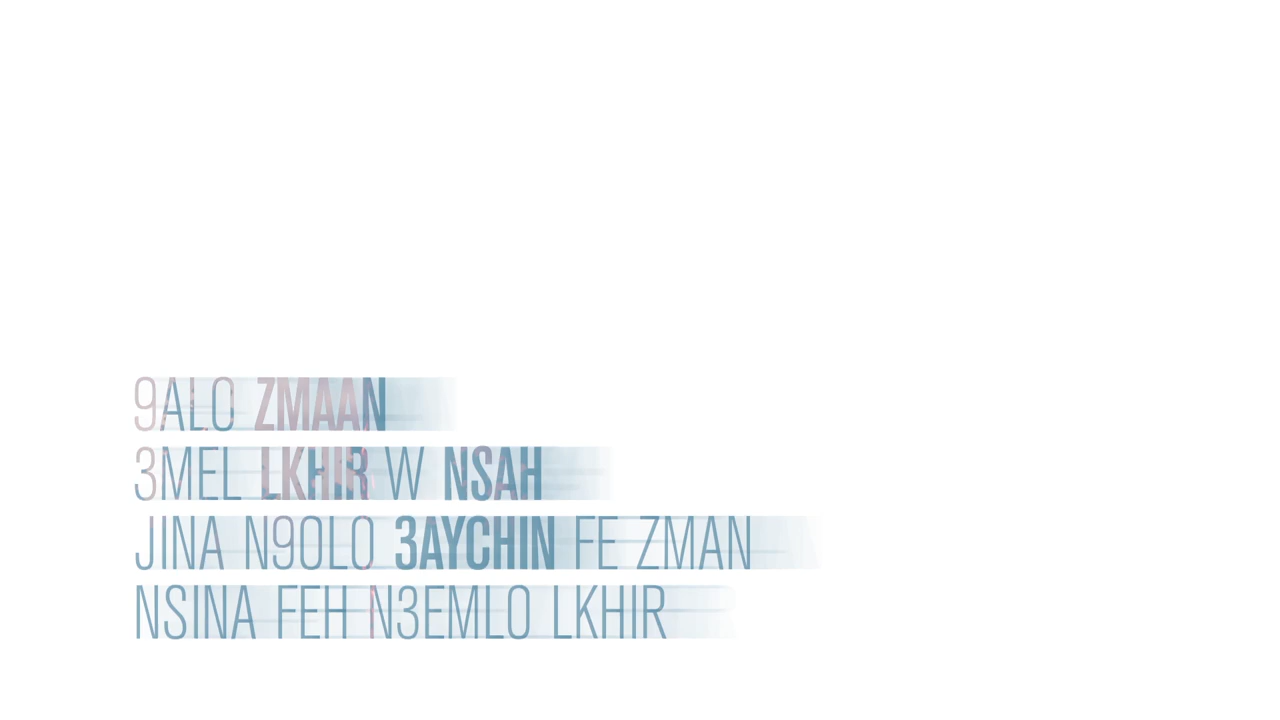 9ALO ZMAAN
3MEL LKHIR W NSAH
JINA N9OLO 3AYCHIN FE ZMAN
NSINA FEH N3EMLO LKHIR